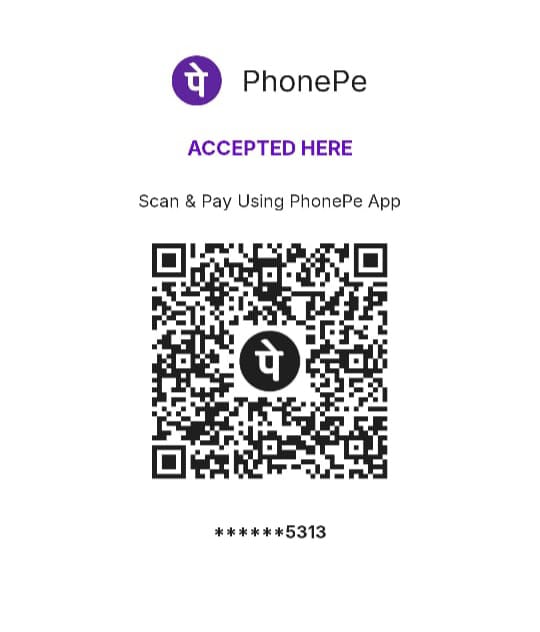 पे PhonePe
ACCEPTED HERE
Scan & Pay Using PhonePe App
पे
******5313